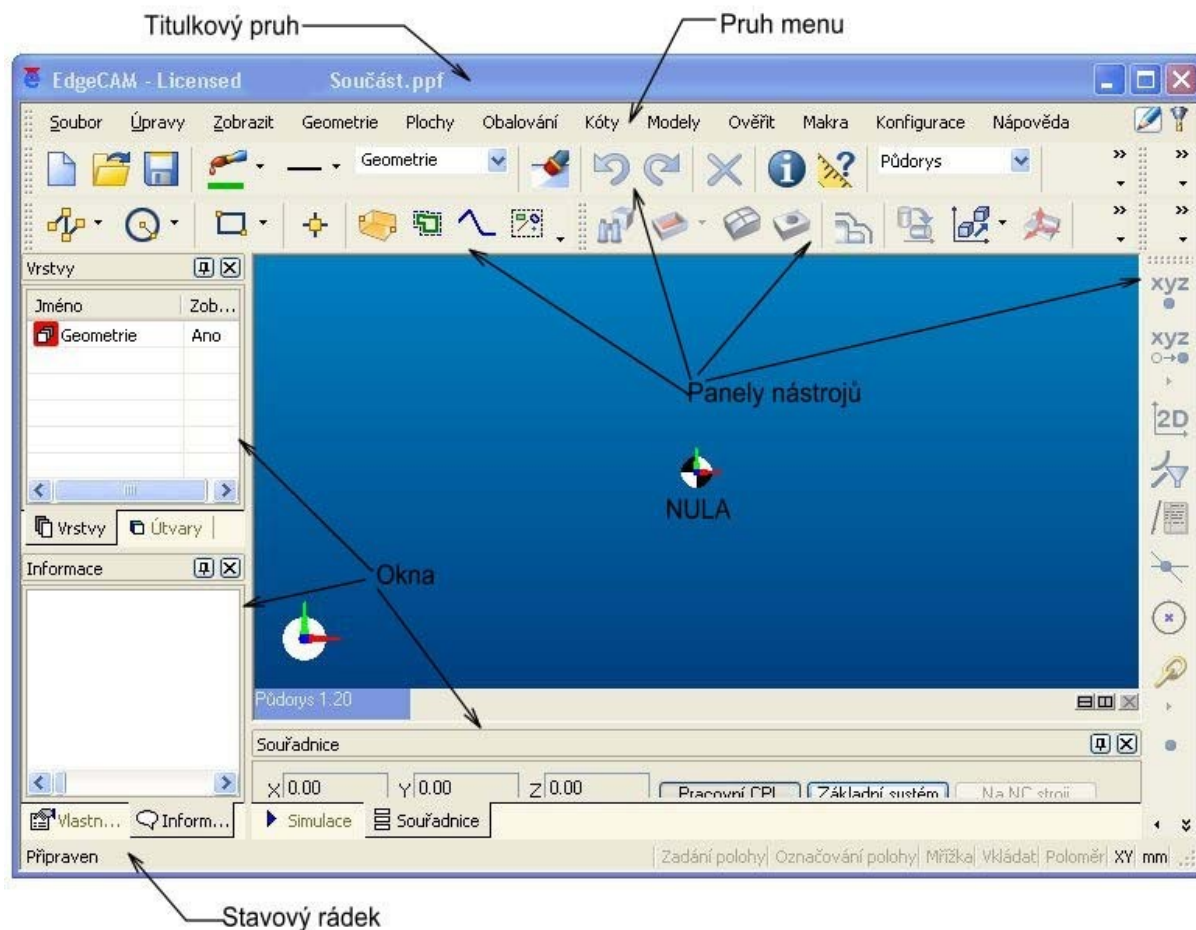 Titulkový pruh
Pruh menu
EdgeCAM - Licensed Součást.ppf
Soubor Úpravy Zobrazit Geometrie Plochy Obalování Kóty Modely Ověřit Makra Konfigurace Nápověda
Geometrie
Půdorys
Vrstvy
Jméno Zob...
Geometrie Ano
xyz
xyz
2D
Panely nástrojů
NULA
Vrstvy Útvary
Informace
Okna
Půdorys 1:20
Souřadnice
X 0.00 Y 0.00 Z 0.00 Pracovní CPL Základní systém Na NC stroji
Vlastn... Inform... Simulace Souřadnice
Připraven Zadání polohy Označování polohy Mřížka Vkládat Poloměr XY mm
Stavový rádek